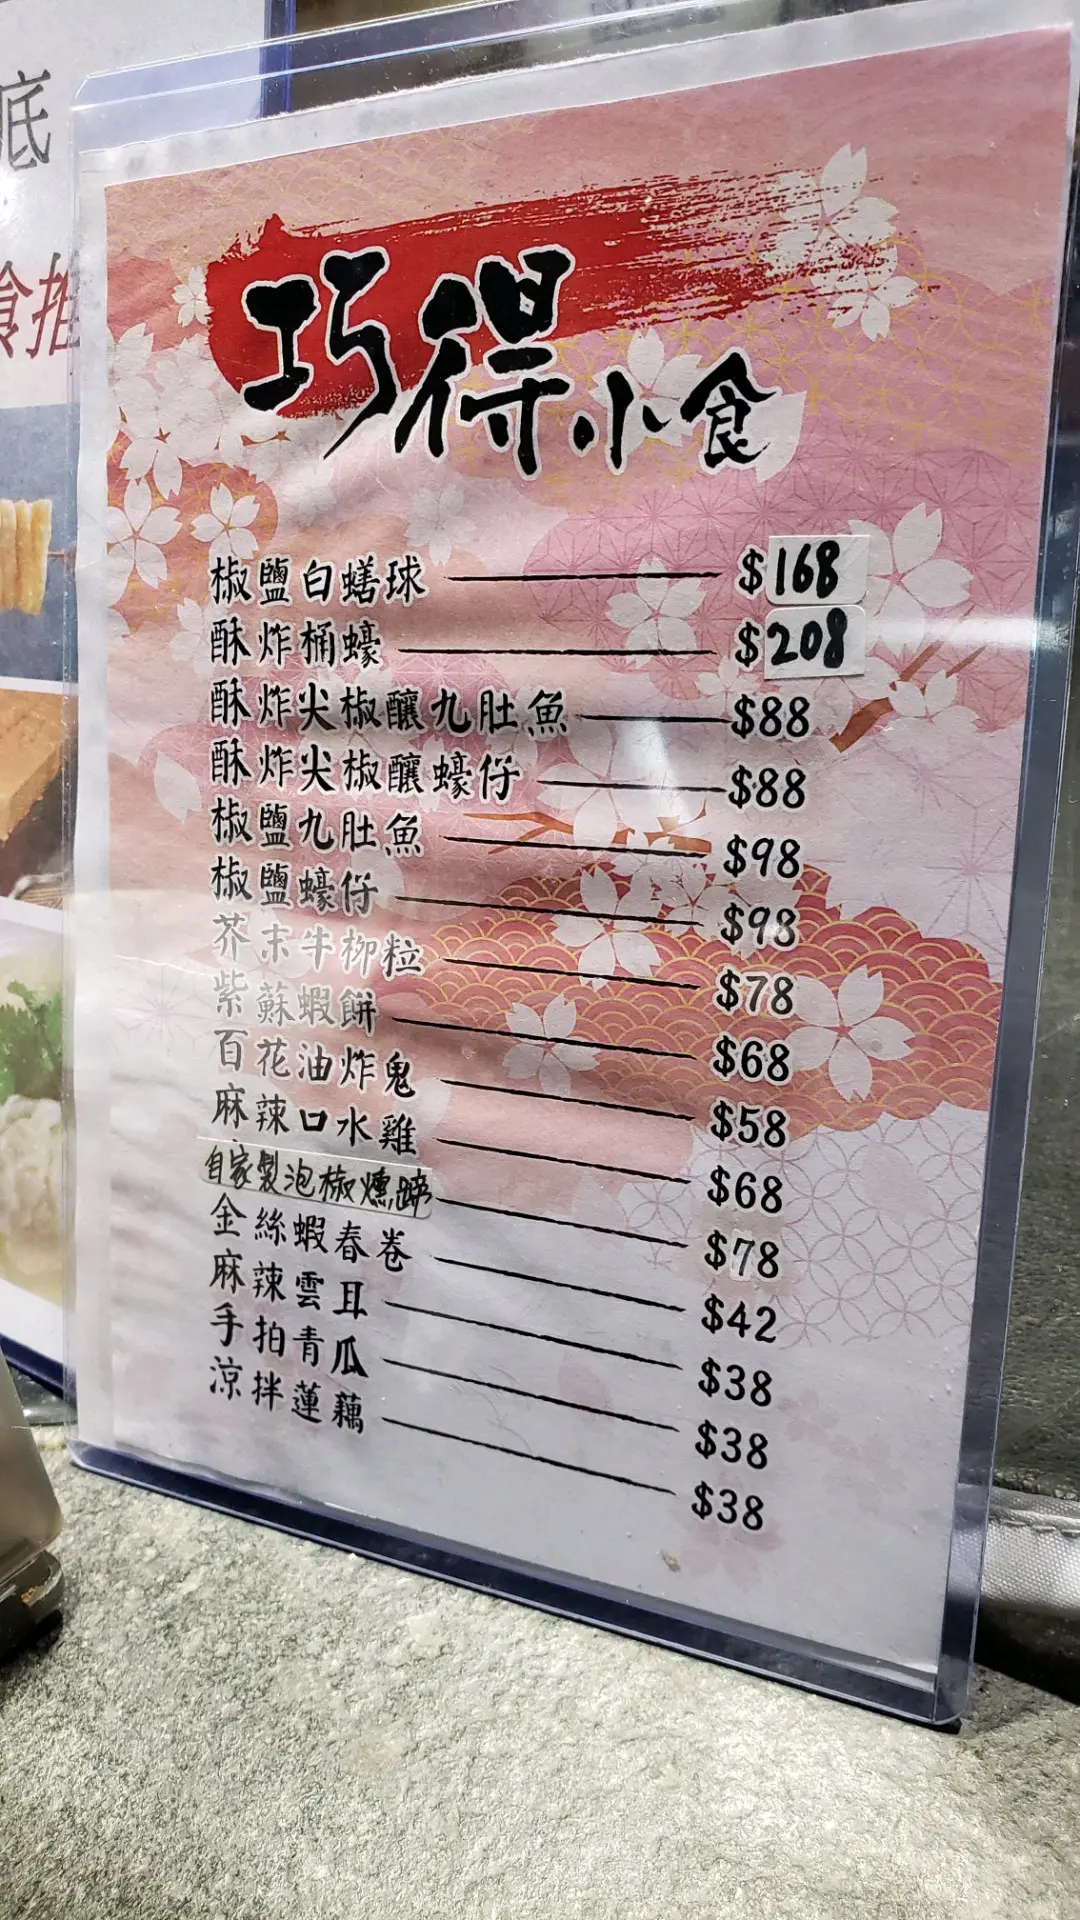 底
食推
巧得小食
椒鹽白鱔球 $168
酥炸桶蠔 $208
酥炸尖椒釀九肚魚 $88
酥炸尖椒釀蠔仔 $88
椒鹽九肚魚 $98
椒鹽蠔仔 $98
芥末牛柳粒 $78
紫蘇蝦餅 $68
百花油炸鬼 $58
麻辣口水雞 $68
自家製泡椒燻蹄 $78
金絲蝦春卷 $42
麻辣雲耳 $38
手拍青瓜 $38
涼拌蓮藕 $38